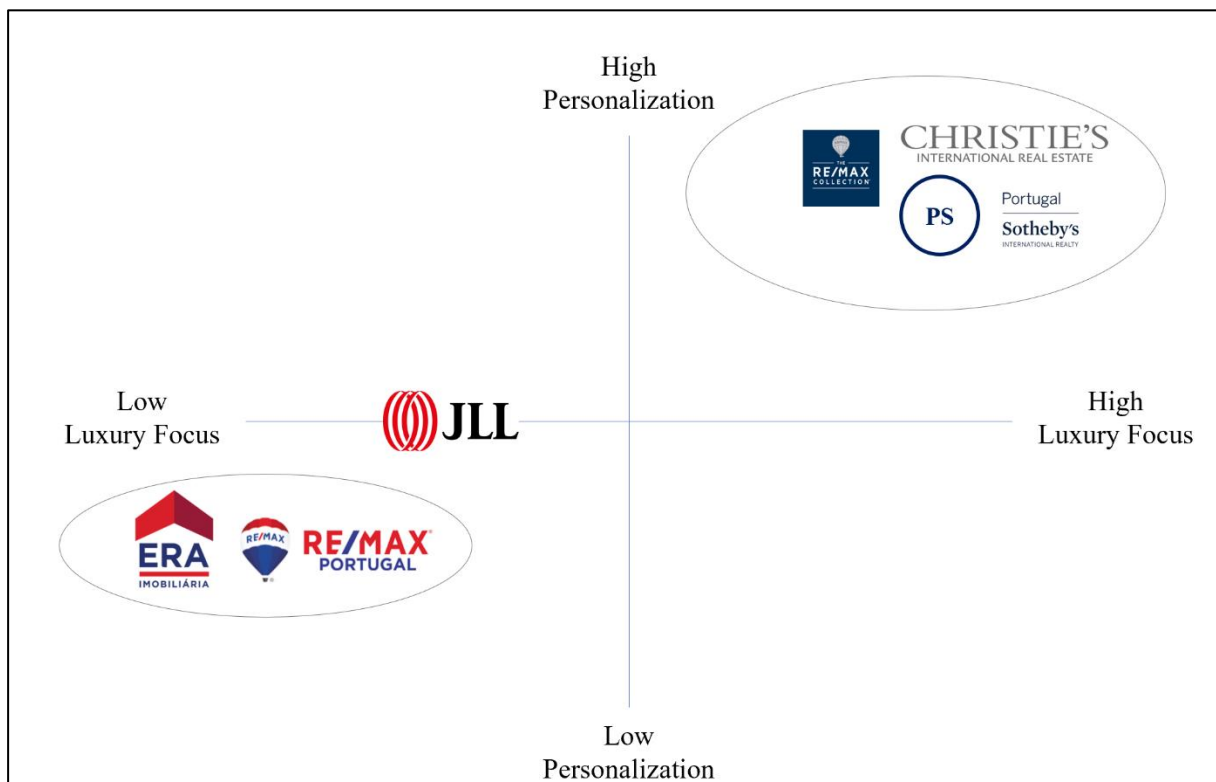 High
Personalization
CHRISTIE'S
INTERNATIONAL REAL ESTATE
THE
RE/MAX
COLLECTION
PS
Portugal
Sotheby's
INTERNATIONAL REALTY
Low
Luxury Focus
JLL
High
Luxury Focus
ERA
IMOBILIÁRIA
RE/MAX
RE/MAX®
PORTUGAL
Low
Personalization